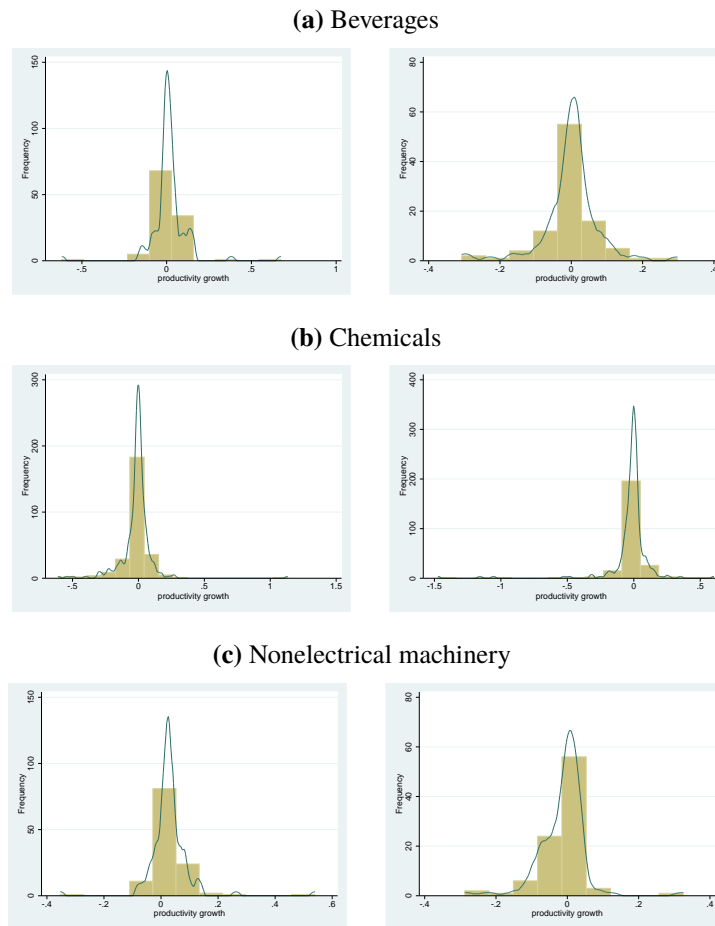 (a) Beverages
Frequency
0 50 100 150
-.5 0 .5 1
productivity growth
Frequency
0 20 40 60 80
-.4 -.2 0 .2 .4
productivity growth
(b) Chemicals
Frequency
0 100 200 300
-.5 0 .5 1 1.5
productivity growth
Frequency
0 100 200 300 400
-1.5 -1 -.5 0 .5
productivity growth
(c) Nonelectrical machinery
Frequency
0 50 100 150
-.4 -.2 0 .2 .4 .6
productivity growth
Frequency
0 20 40 60 80
-.4 -.2 0 .2 .4
productivity growth